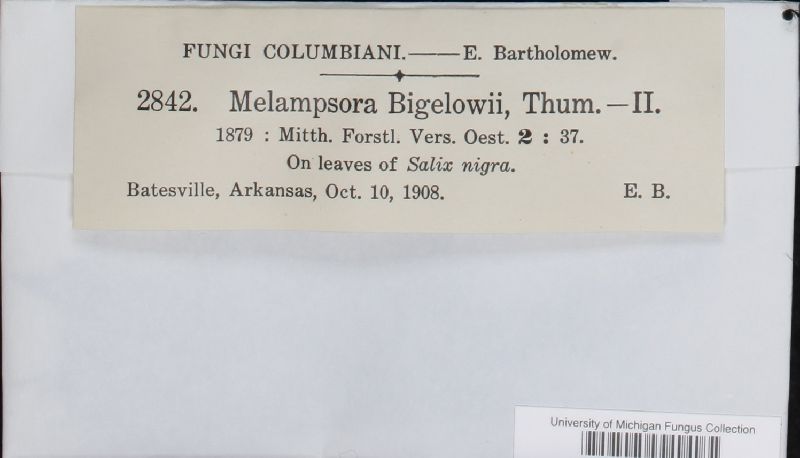 FUNGI COLUMBIANI.——E. Bartholomew.
2842. Melampsora Bigelowii, Thum.—II.
1879 : Mitth. Forstl. Vers. Oest. 2 : 37.
On leaves of Salix nigra.
Batesville, Arkansas, Oct. 10, 1908. E. B.
University of Michigan Fungus Collection